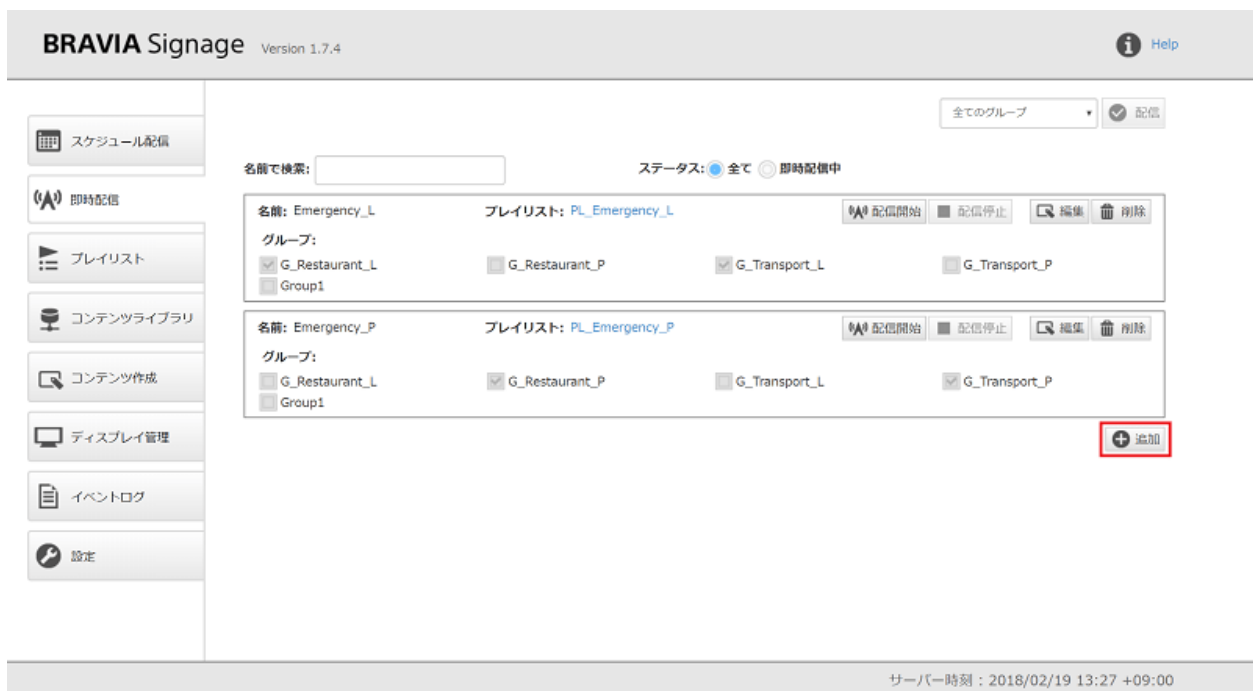 BRAVIA Signage Version 1.7.4 Help
全てのグループ 配信
スケジュール配信
名前で検索: ステータス: 全て 即時配信中
即時配信
名前: Emergency_L プレイリスト: PL_Emergency_L 配信開始 配信停止 編集 削除
グループ:
プレイリスト
G_Restaurant_L G_Restaurant_P G_Transport_L G_Transport_P
Group1
コンテンツライブラリ
名前: Emergency_P プレイリスト: PL_Emergency_P 配信開始 配信停止 編集 削除
グループ:
コンテンツ作成
G_Restaurant_L G_Restaurant_P G_Transport_L G_Transport_P
Group1
ディスプレイ管理
追加
イベントログ
設定
サーバー時刻 : 2018/02/19 13:27 +09:00